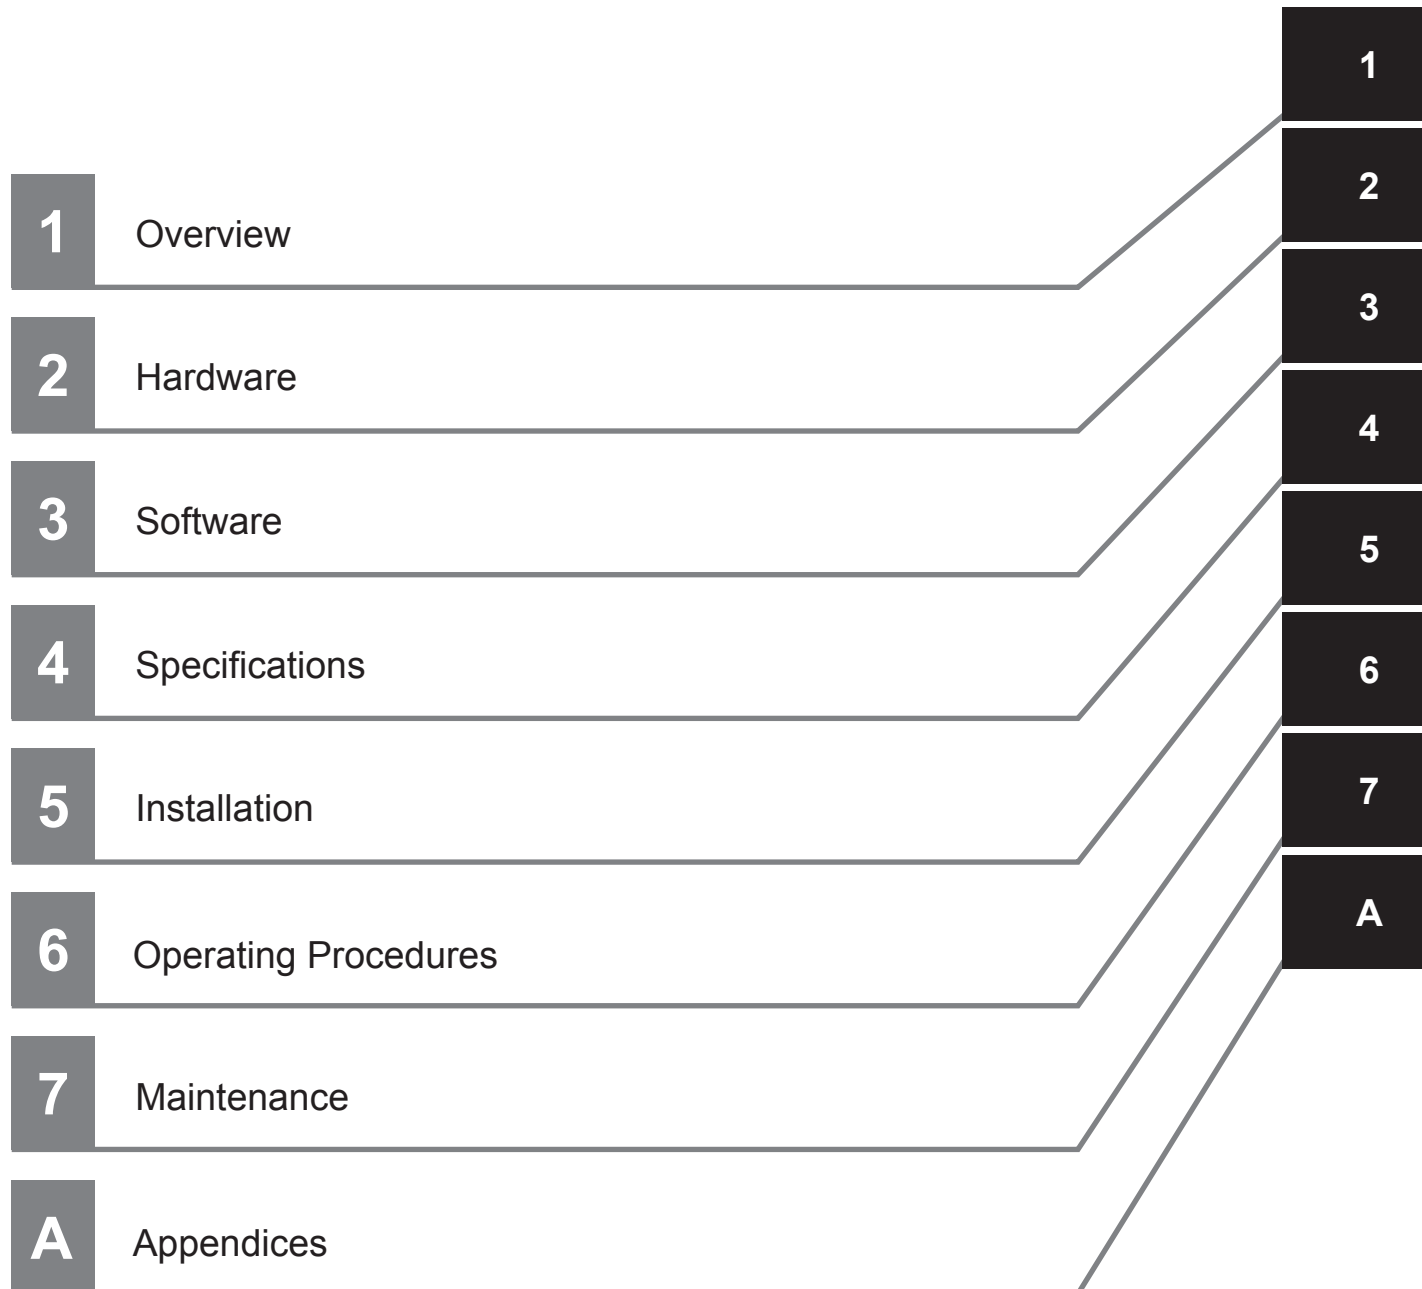 1 Overview
2 Hardware
3 Software
4 Specifications
5 Installation
6 Operating Procedures
7 Maintenance
A Appendices
1
2
3
4
5
6
7
A